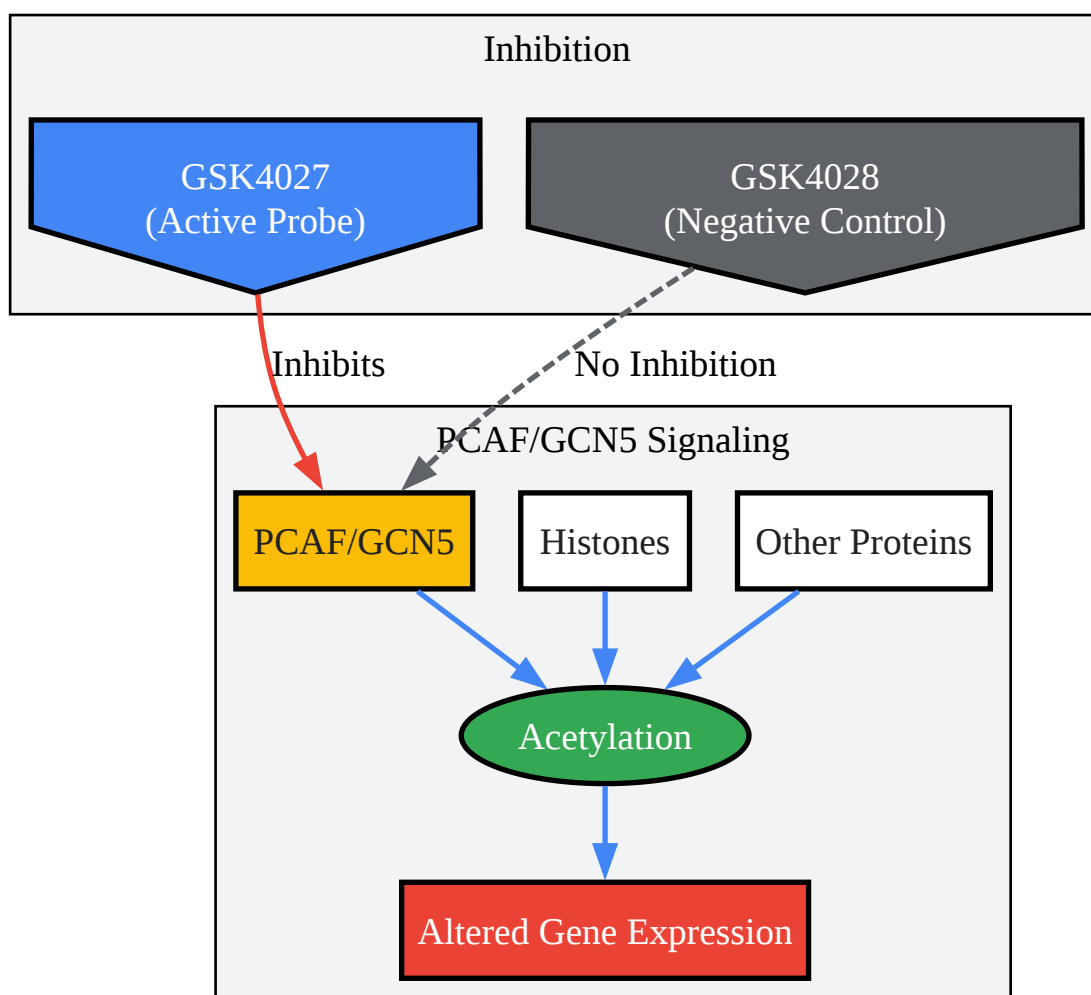 Inhibition
GSK4027
(Active Probe)
GSK4028
(Negative Control)
Inhibits
No Inhibition
PCAF/GCN5 Signaling
PCAF/GCN5
Histones
Other Proteins
Acetylation
Altered Gene Expression